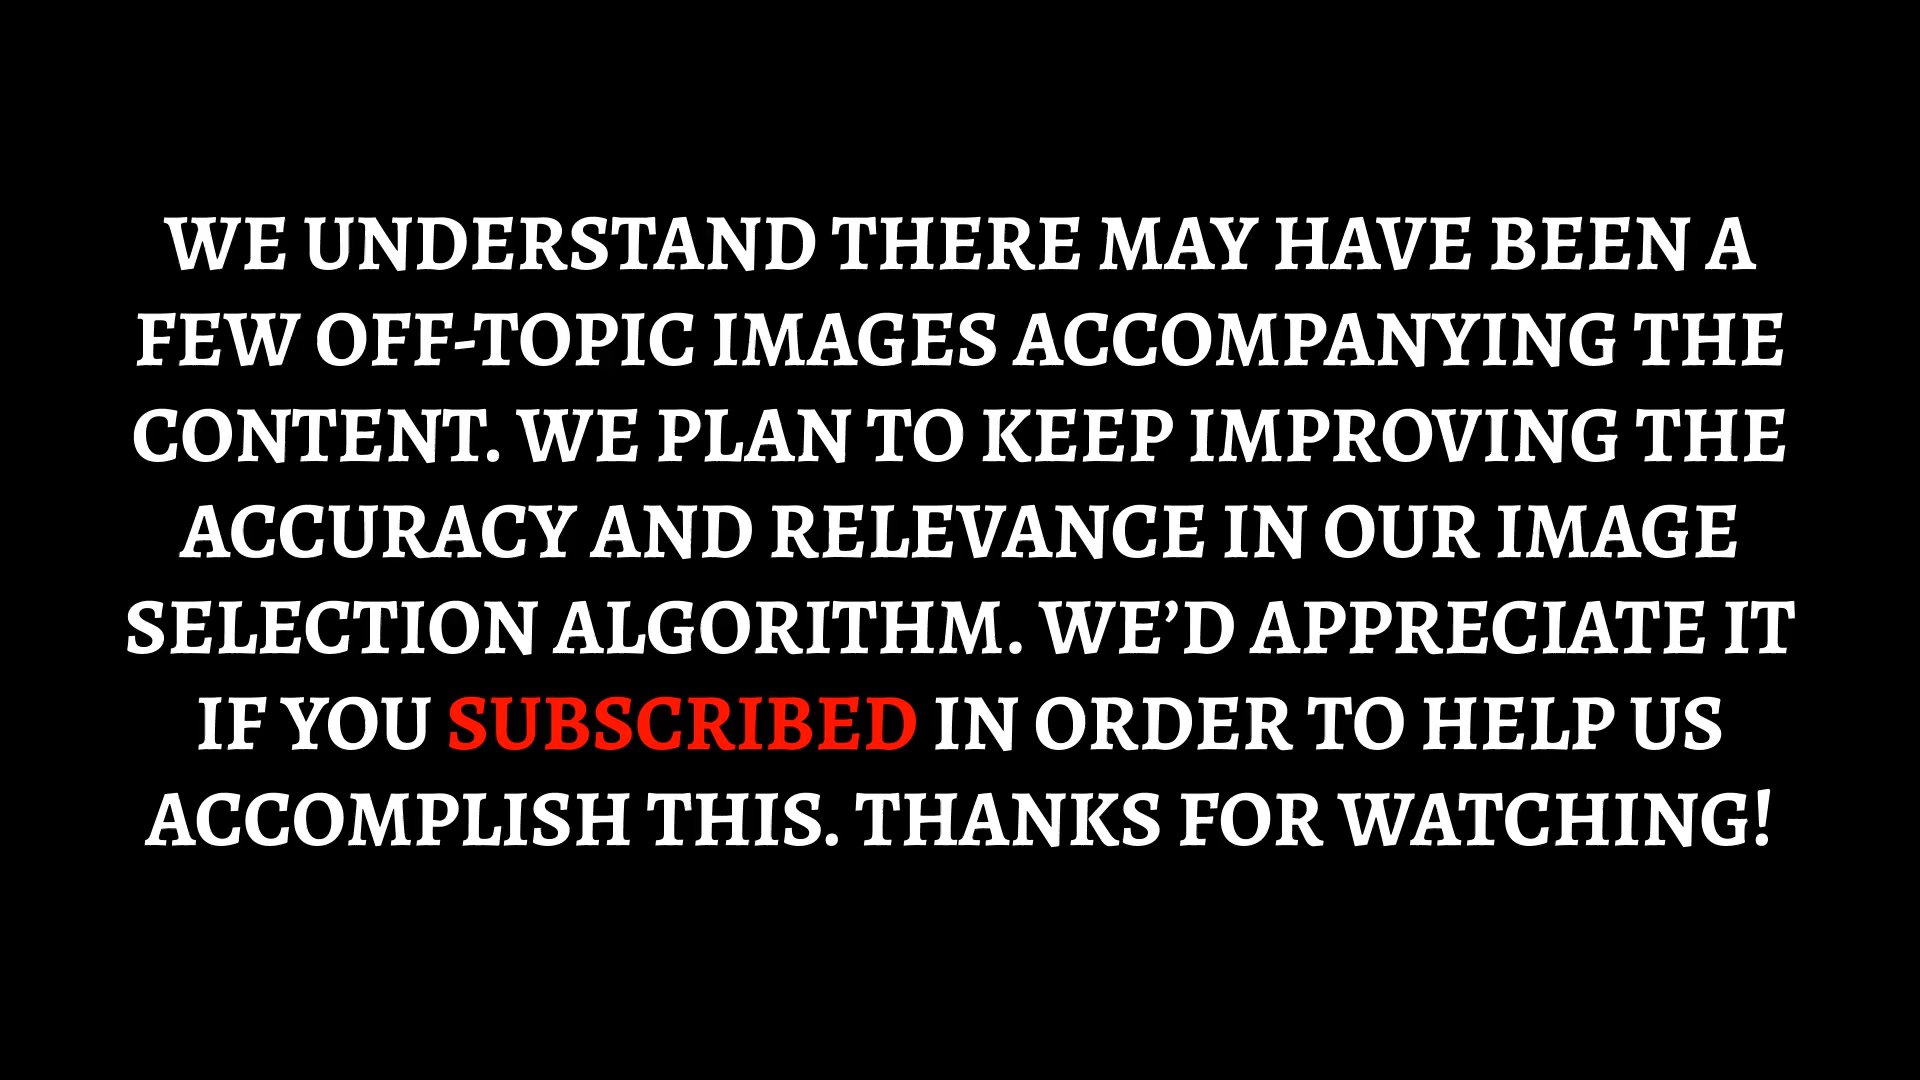 WE UNDERSTAND THERE MAY HAVE BEEN A
FEW OFF-TOPIC IMAGES ACCOMPANYING THE
CONTENT. WE PLAN TO KEEP IMPROVING THE
ACCURACY AND RELEVANCE IN OUR IMAGE
SELECTION ALGORITHM. WE’D APPRECIATE IT
IF YOU SUBSCRIBED IN ORDER TO HELP US
ACCOMPLISH THIS. THANKS FOR WATCHING!